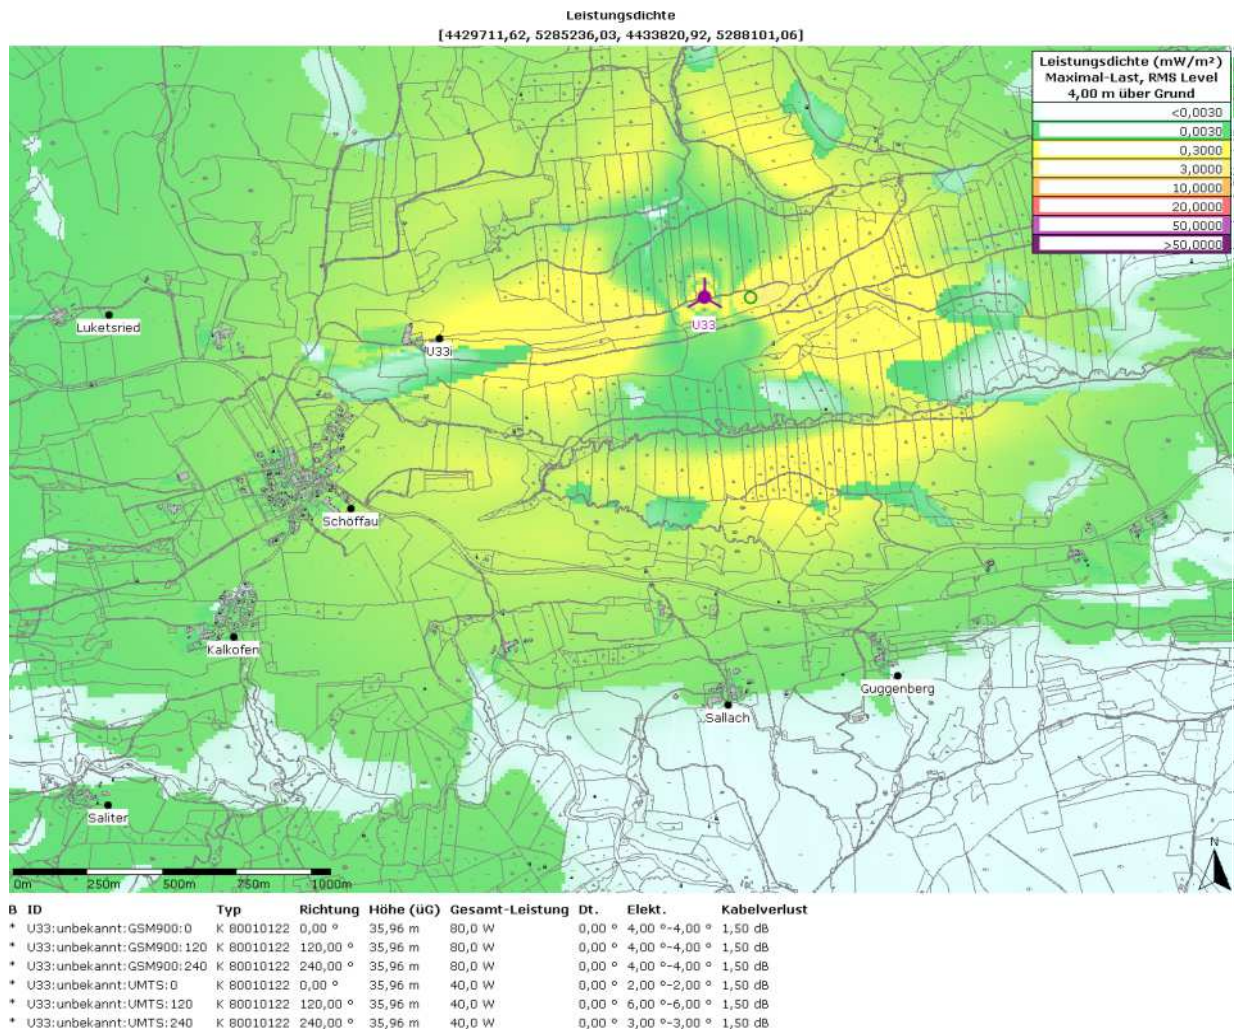 Leistungsdichte
[4429711,62, 5285236,03, 4433820,92, 5288101,06]
Leistungsdichte (mW/m²)
Maximal-Last, RMS Level
4,00 m über Grund
<0,0030
0,0030
0,3000
3,0000
10,0000
20,0000
50,0000
>50,0000
Luketsried
U33i
U33
Schöffau
Kalkofen
Guggenberg
Sallach
Saliter
N
0m 250m 500m 750m 1000m
B ID Typ Richtung Höhe (üG) Gesamt-Leistung Dt. Elekt. Kabelverlust
* U33:unbekannt:GSM900:0 K 80010122 0,00 ° 35,96 m 80,0 W 0,00 ° 4,00 °-4,00 ° 1,50 dB
* U33:unbekannt:GSM900:120 K 80010122 120,00 ° 35,96 m 80,0 W 0,00 ° 4,00 °-4,00 ° 1,50 dB
* U33:unbekannt:GSM900:240 K 80010122 240,00 ° 35,96 m 80,0 W 0,00 ° 4,00 °-4,00 ° 1,50 dB
* U33:unbekannt:UMTS:0 K 80010122 0,00 ° 35,96 m 40,0 W 0,00 ° 2,00 °-2,00 ° 1,50 dB
* U33:unbekannt:UMTS:120 K 80010122 120,00 ° 35,96 m 40,0 W 0,00 ° 6,00 °-6,00 ° 1,50 dB
* U33:unbekannt:UMTS:240 K 80010122 240,00 ° 35,96 m 40,0 W 0,00 ° 3,00 °-3,00 ° 1,50 dB